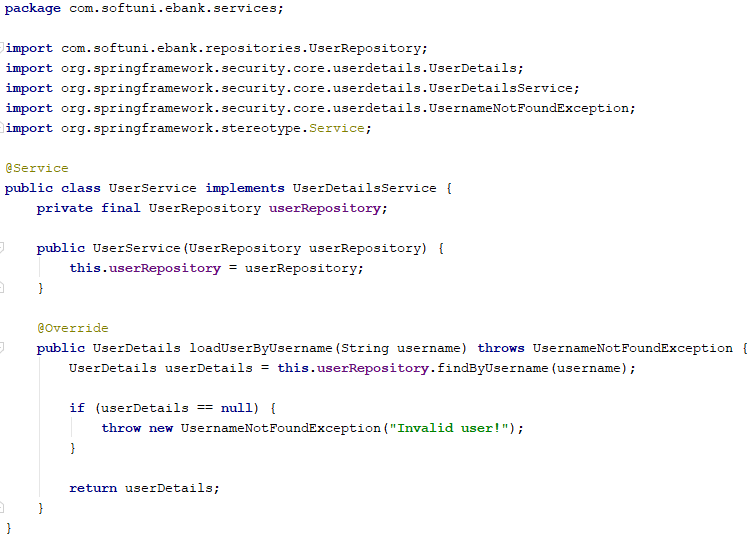 package com.softuni.ebank.services;

import com.softuni.ebank.repositories.UserRepository;
import org.springframework.security.core.userdetails.UserDetails;
import org.springframework.security.core.userdetails.UserDetailsService;
import org.springframework.security.core.userdetails.UsernameNotFoundException;
import org.springframework.stereotype.Service;

@Service
public class UserService implements UserDetailsService {
    private final UserRepository userRepository;

    public UserService(UserRepository userRepository) {
        this.userRepository = userRepository;
    }

    @Override
    public UserDetails loadUserByUsername(String username) throws UsernameNotFoundException {
        UserDetails userDetails = this.userRepository.findByUsername(username);

        if (userDetails == null) {
            throw new UsernameNotFoundException("Invalid user!");
        }

        return userDetails;
    }
}